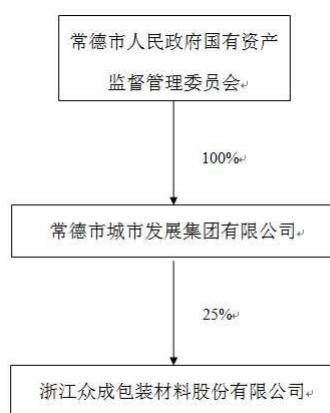 常德市人民政府国有资产
监督管理委员会
100%
常德市城市发展集团有限公司
25%
浙江众成包装材料股份有限公司